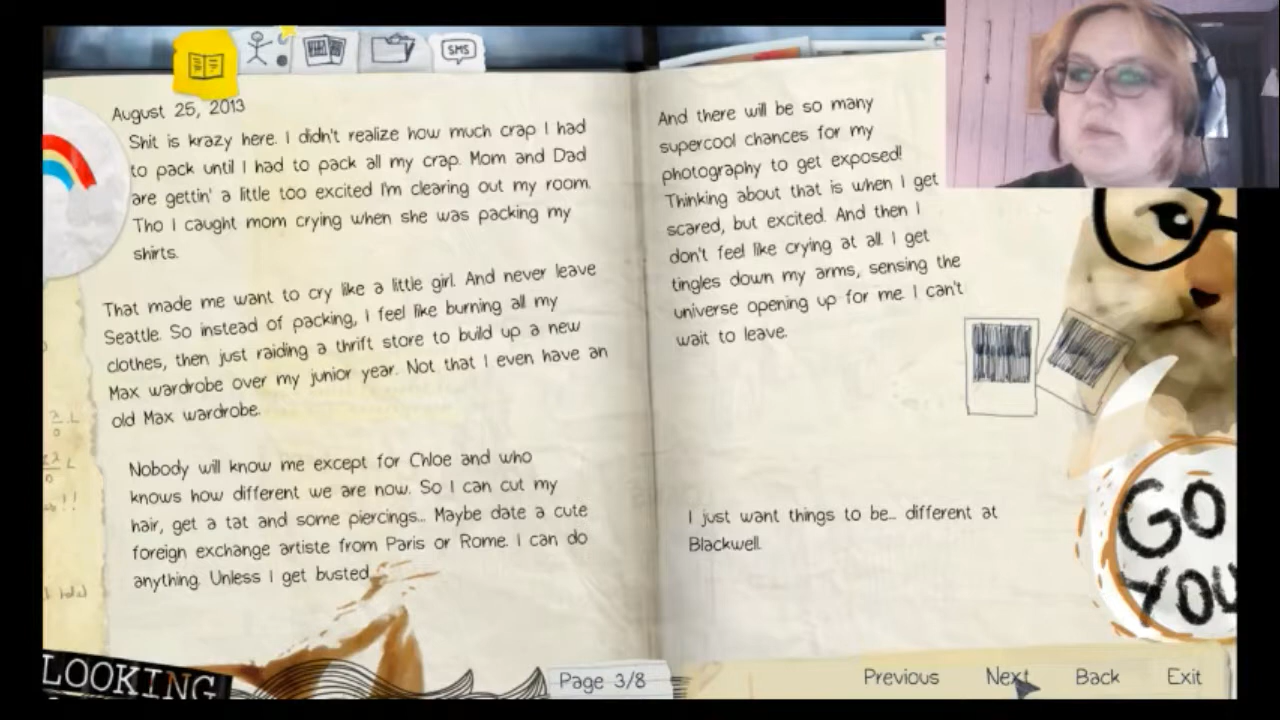 SMS
August 25, 2013
Shit is krazy here. I didn't realize how much crap I had
to pack until I had to pack all my crap. Mom and Dad
are gettin' a little too excited I'm clearing out my room.
Tho I caught mom crying when she was packing my
shirts.
That made me want to cry like a little girl. And never leave
Seattle. So instead of packing, I feel like burning all my
clothes, then just raiding a thrift store to build up a new
Max wardrobe over my junior year. Not that I even have an
old Max wardrobe.
Nobody will know me except for Chloe and who
knows how different we are now. So I can cut my
hair, get a tat and some piercings... Maybe date a cute
foreign exchange artiste from Paris or Rome. I can do
anything. Unless I get busted.
And there will be so many
supercool chances for my
photography to get exposed!
Thinking about that is when I get
scared, but excited. And then I
don't feel like crying at all. I get
tingles down my arms, sensing the
universe opening up for me. I can't
wait to leave.
I just want things to be... different at
Blackwell.
GO
YOU
LOOKING
Page 3/8
Previous Next Back Exit